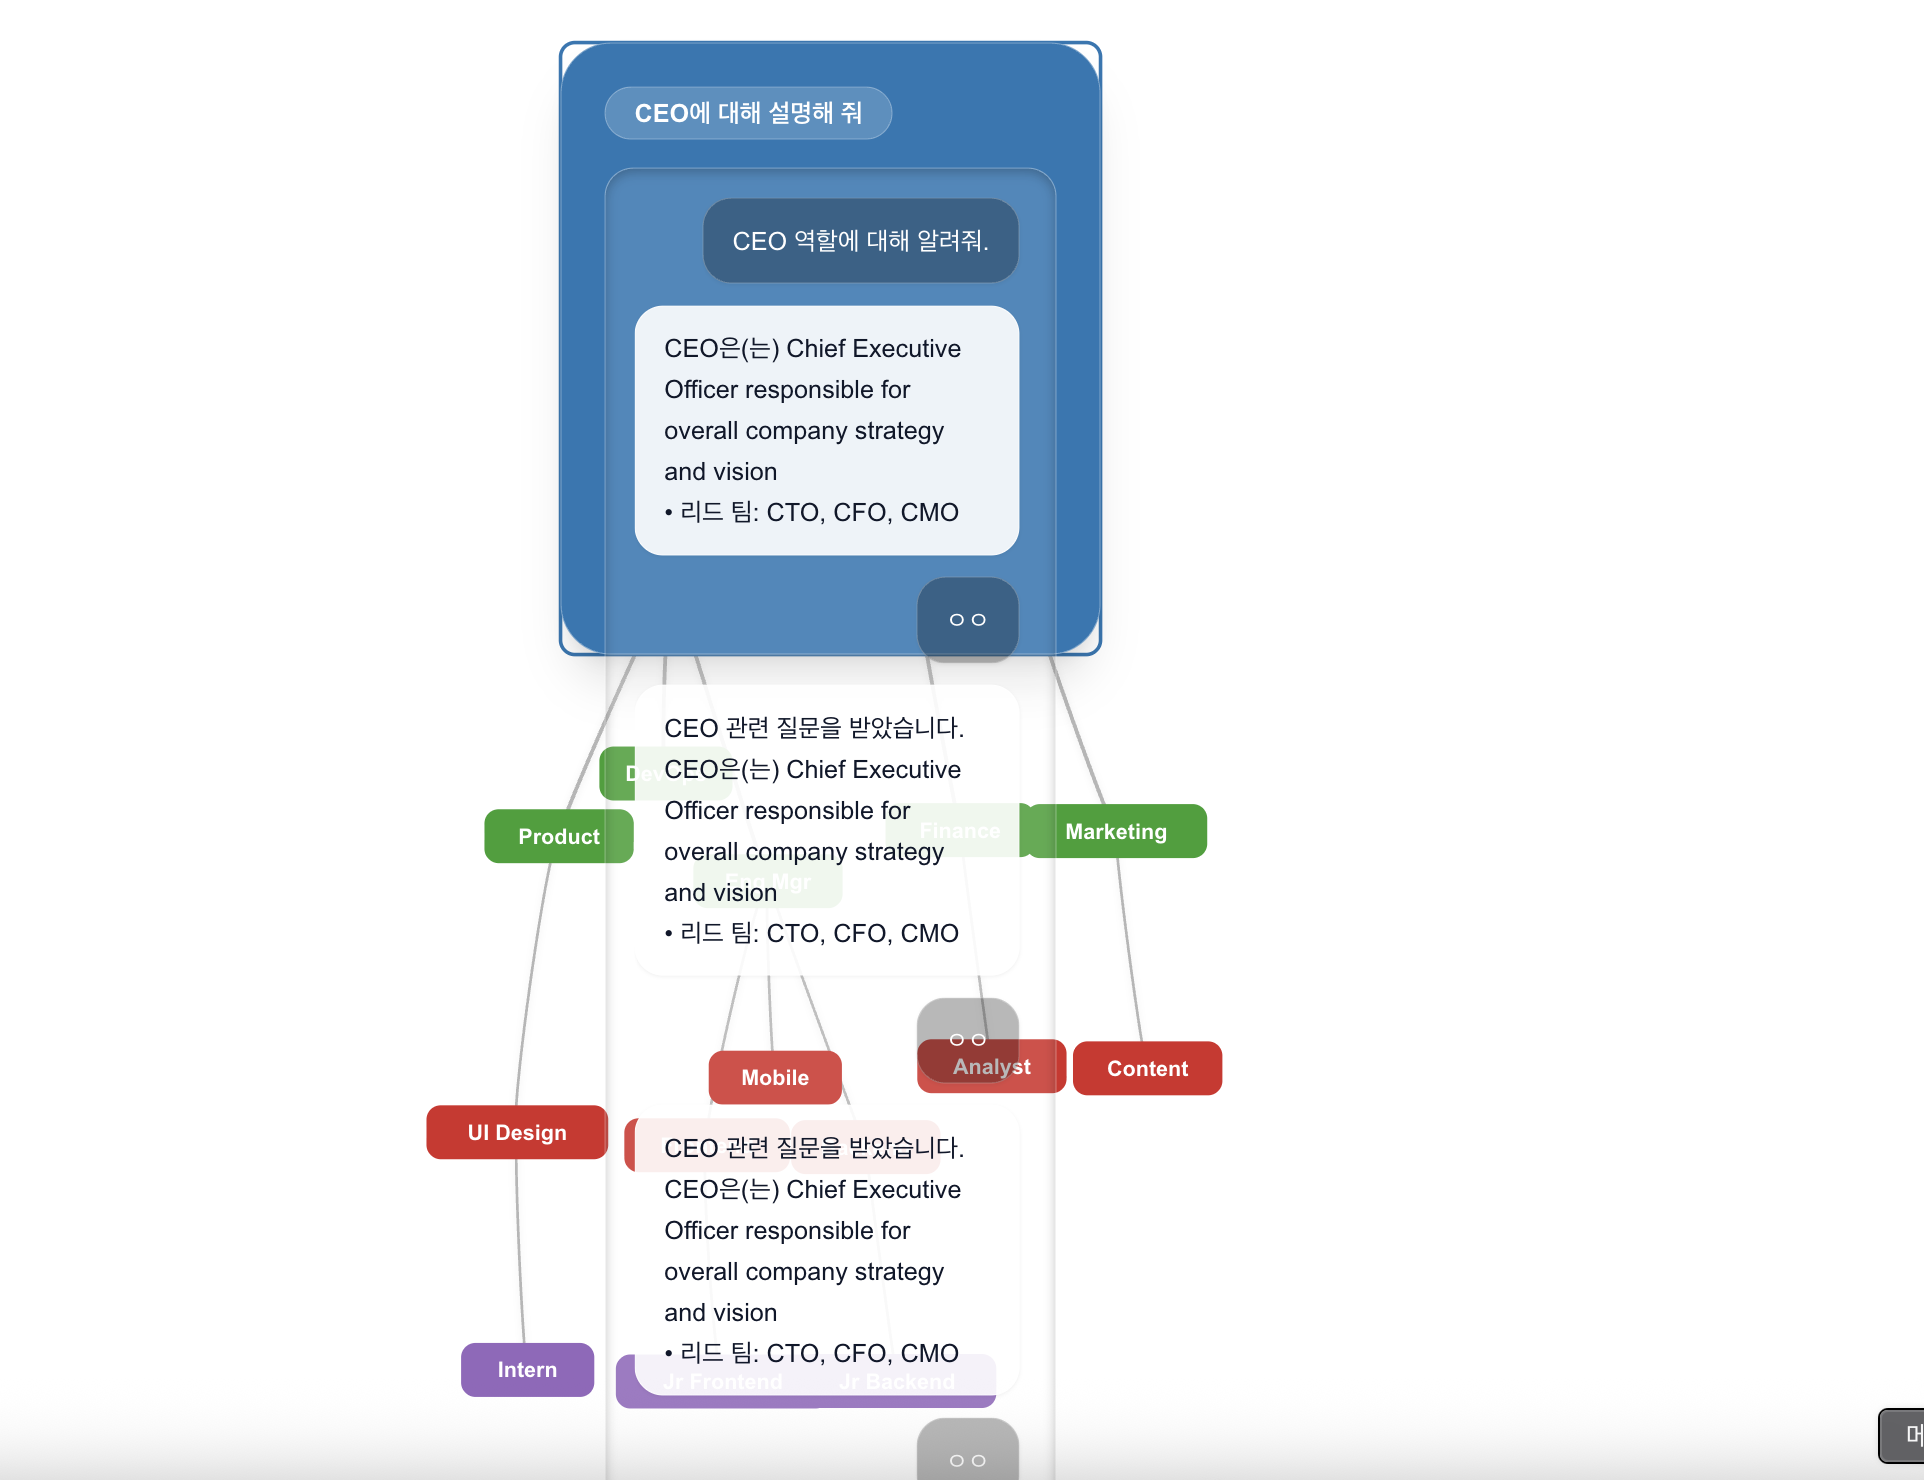 CEO에 대해 설명해 줘
CEO 역할에 대해 알려줘.
CEO은(는) Chief Executive
Officer responsible for
overall company strategy
and vision
• 리드 팀: CTO, CFO, CMO
ㅇㅇ
CEO 관련 질문을 받았습니다.
CEO은(는) Chief Executive
Officer responsible for
overall company strategy
and vision
• 리드 팀: CTO, CFO, CMO
Product
Finance
Marketing
Eng Mgr
ㅇㅇ
Mobile
Analyst
Content
UI Design
CEO 관련 질문을 받았습니다.
CEO은(는) Chief Executive
Officer responsible for
overall company strategy
and vision
• 리드 팀: CTO, CFO, CMO
Intern
Jr Frontend
Jr Backend
ㅇㅇ